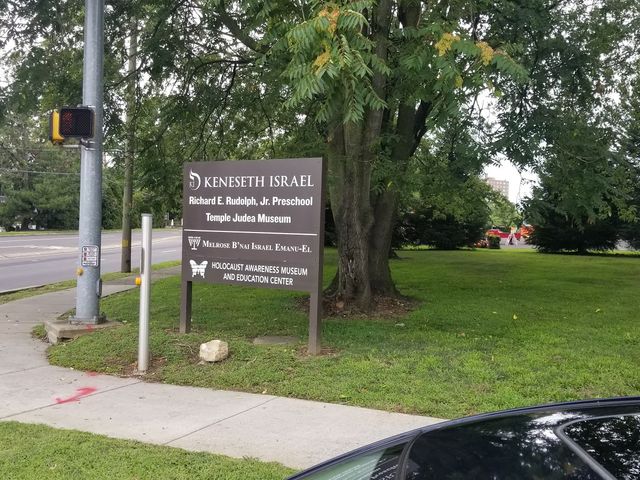 KI KENESETH ISRAEL
Richard E. Rudolph, Jr. Preschool
Temple Judea Museum
MELROSE B'NAI ISRAEL EMANU-EL
HOLOCAUST AWARENESS MUSEUM
AND EDUCATION CENTER